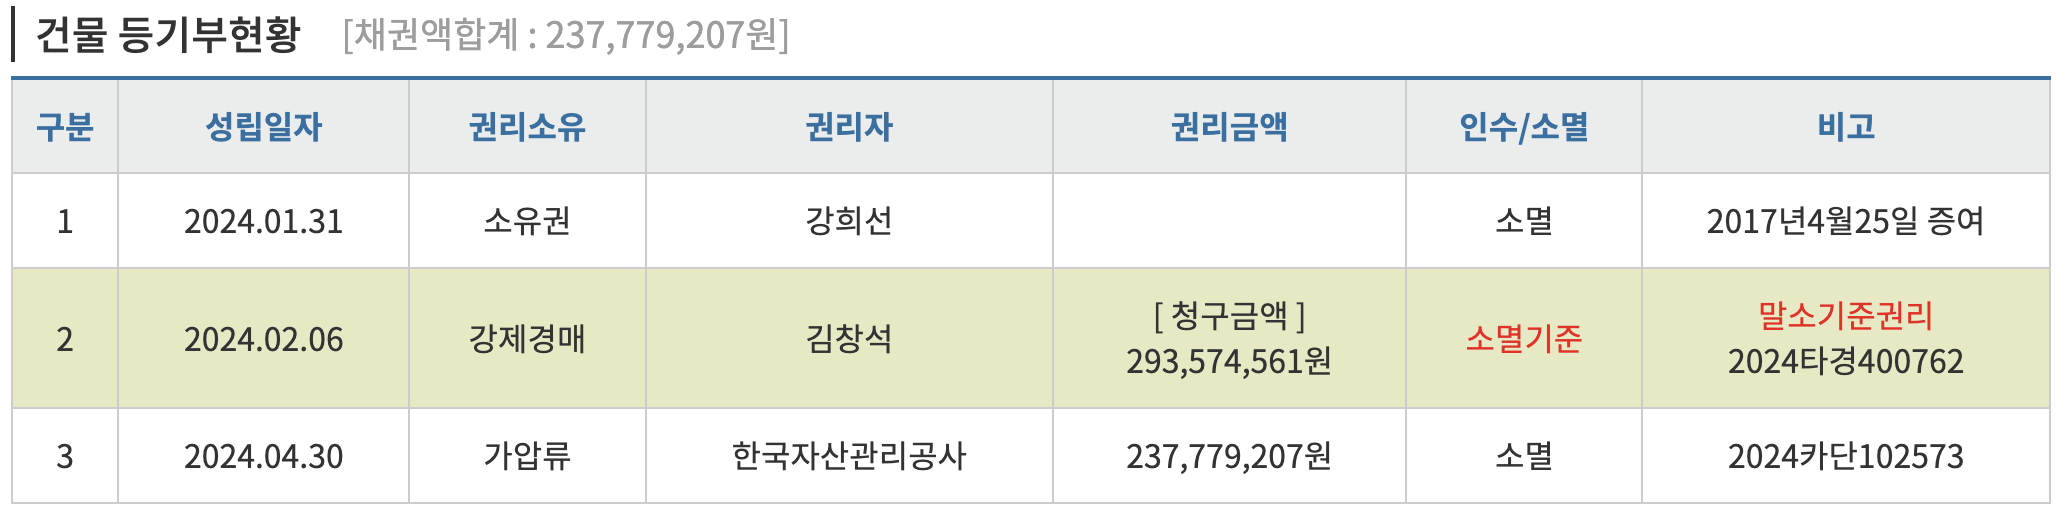 건물 등기부현황 [채권액합계 : 237,779,207원]
구분 성립일자 권리소유 권리자 권리금액 인수/소멸 비고
1 2024.01.31 소유권 강희선 소멸 2017년4월25일 증여
2 2024.02.06 강제경매 김창석 [ 청구금액 ] 293,574,561원 소멸기준 말소기준권리 2024타경400762
3 2024.04.30 가압류 한국자산관리공사 237,779,207원 소멸 2024카단102573